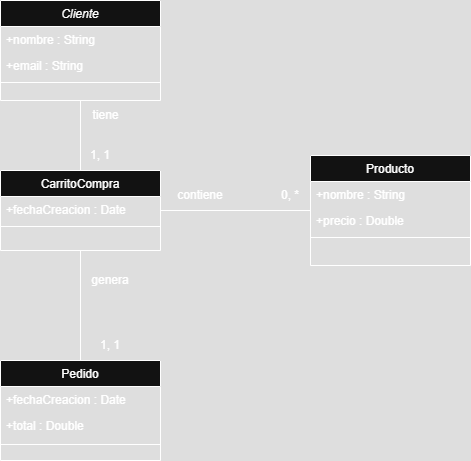 Cliente
+nombre : String
+email : String
tiene
1, 1
CarritoCompra
+fechaCreacion : Date
contiene
0, *
Producto
+nombre : String
+precio : Double
genera
1, 1
Pedido
+fechaCreacion : Date
+total : Double